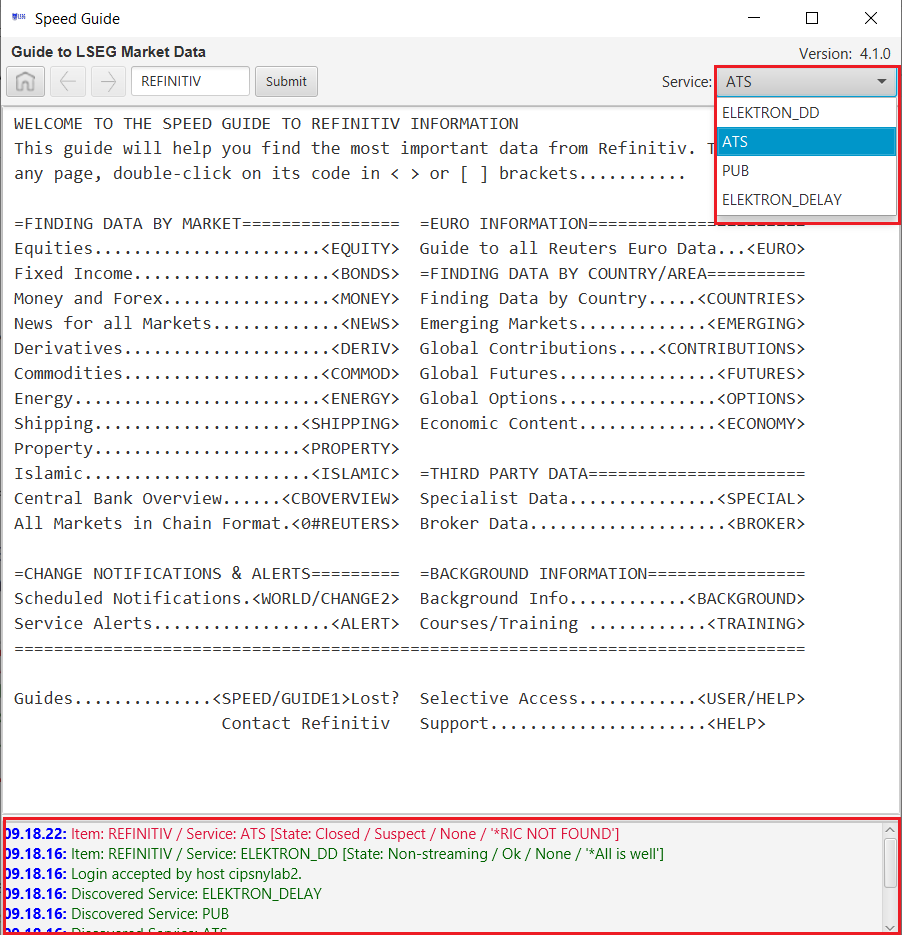 Speed Guide
Guide to LSEG Market Data
Version: 4.1.0
REFINITIV Submit Service: ATS
ELEKTRON_DD
ATS
PUB
ELEKTRON_DELAY
WELCOME TO THE SPEED GUIDE TO REFINITIV INFORMATION
This guide will help you find the most important data from Refinitiv.
any page, double-click on its code in < > or [ ] brackets...........
=FINDING DATA BY MARKET================ =EURO INFORMATION======================
Equities.......................<EQUITY> Guide to all Reuters Euro Data...<EURO>
Fixed Income....................<BONDS> =FINDING DATA BY COUNTRY/AREA==========
Money and Forex.................<MONEY> Finding Data by Country.....<COUNTRIES>
News for all Markets.............<NEWS> Emerging Markets.............<EMERGING>
Derivatives.....................<DERIV> Global Contributions....<CONTRIBUTIONS>
Commodities....................<COMMOD> Global Futures................<FUTURES>
Energy.........................<ENERGY> Global Options................<OPTIONS>
Shipping.....................<SHIPPING> Economic Content..............<ECONOMY>
Property.....................<PROPERTY>
Islamic.......................<ISLAMIC> =THIRD PARTY DATA======================
Central Bank Overview......<CBOVERVIEW> Specialist Data...............<SPECIAL>
All Markets in Chain Format.<0#REUTERS> Broker Data....................<BROKER>
=CHANGE NOTIFICATIONS & ALERTS========= =BACKGROUND INFORMATION================
Scheduled Notifications.<WORLD/CHANGE2> Background Info............<BACKGROUND>
Service Alerts..................<ALERT> Courses/Training ............<TRAINING>
================================================================================
Guides..............<SPEED/GUIDE1>Lost? Selective Access............<USER/HELP>
Contact Refinitiv Support......................<HELP>
09.18.22: Item: REFINITIV / Service: ATS [State: Closed / Suspect / None / '*RIC NOT FOUND']
09.18.16: Item: REFINITIV / Service: ELEKTRON_DD [State: Non-streaming / Ok / None / '*All is well']
09.18.16: Login accepted by host cipsnylab2.
09.18.16: Discovered Service: ELEKTRON_DELAY
09.18.16: Discovered Service: PUB
09.18.16: Discovered Service: ATS